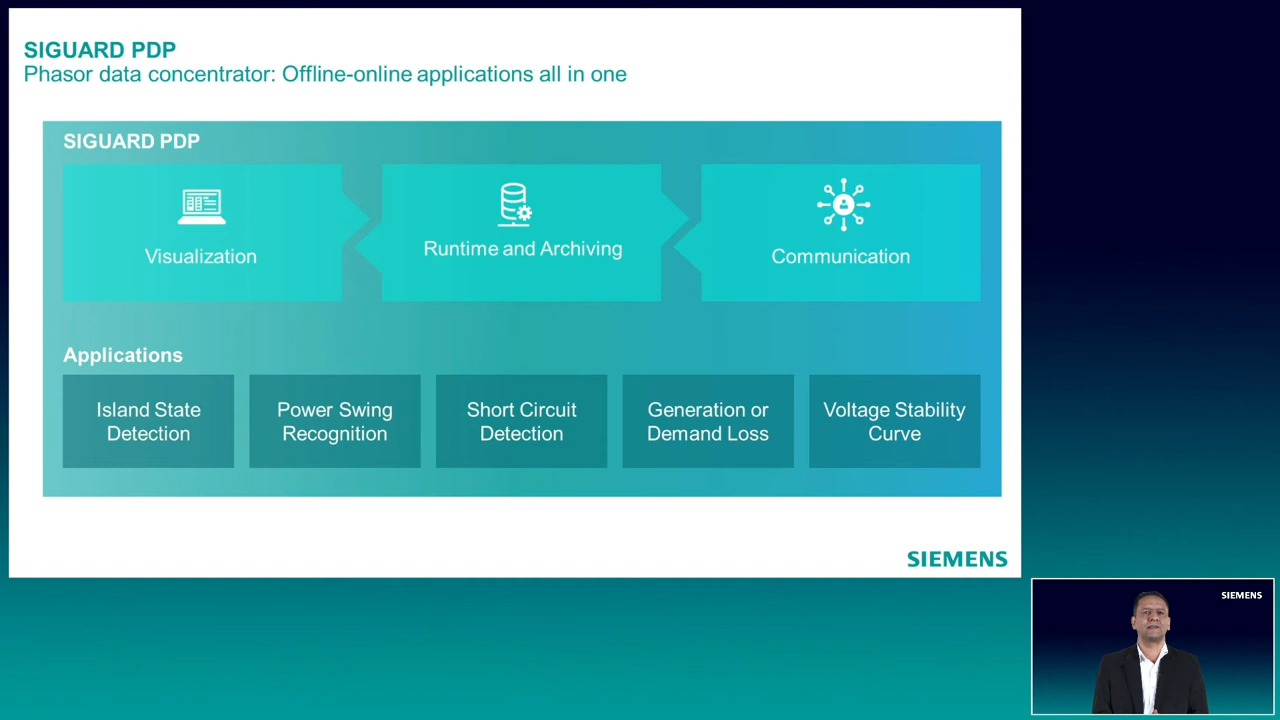 SIGUARD PDP
Phasor data concentrator: Offline-online applications all in one
SIGUARD PDP
Visualization
Runtime and Archiving
Communication
Applications
Island State
Detection
Power Swing
Recognition
Short Circuit
Detection
Generation or
Demand Loss
Voltage Stability
Curve
SIEMENS
SIEMENS